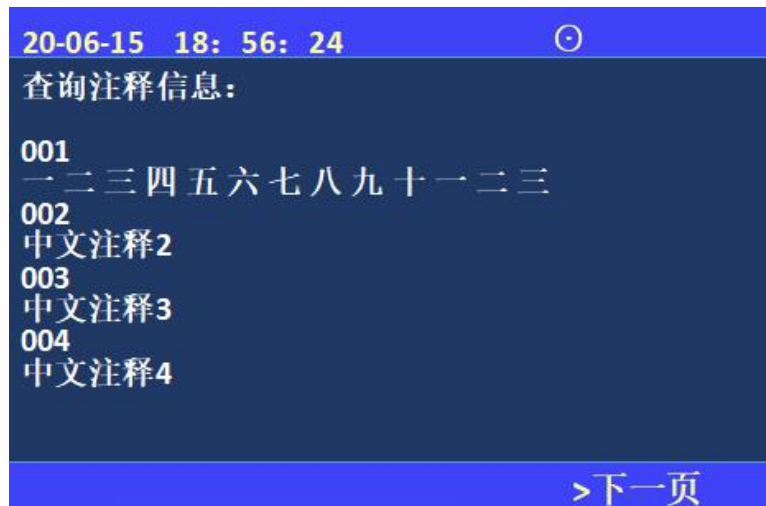 20-06-15 18：56：24
查询注释信息：
001
一二三四五六七八九十一二三
002
中文注释2
003
中文注释3
004
中文注释4
>下一页